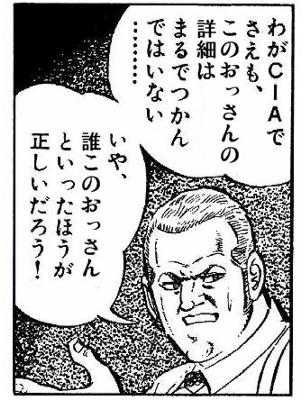 わがCIAで
さえも、
このおっさんの
詳細は
まるでつかん
ではいない
………
いや、
誰このおっさん
といったほうが
正しいだろう！